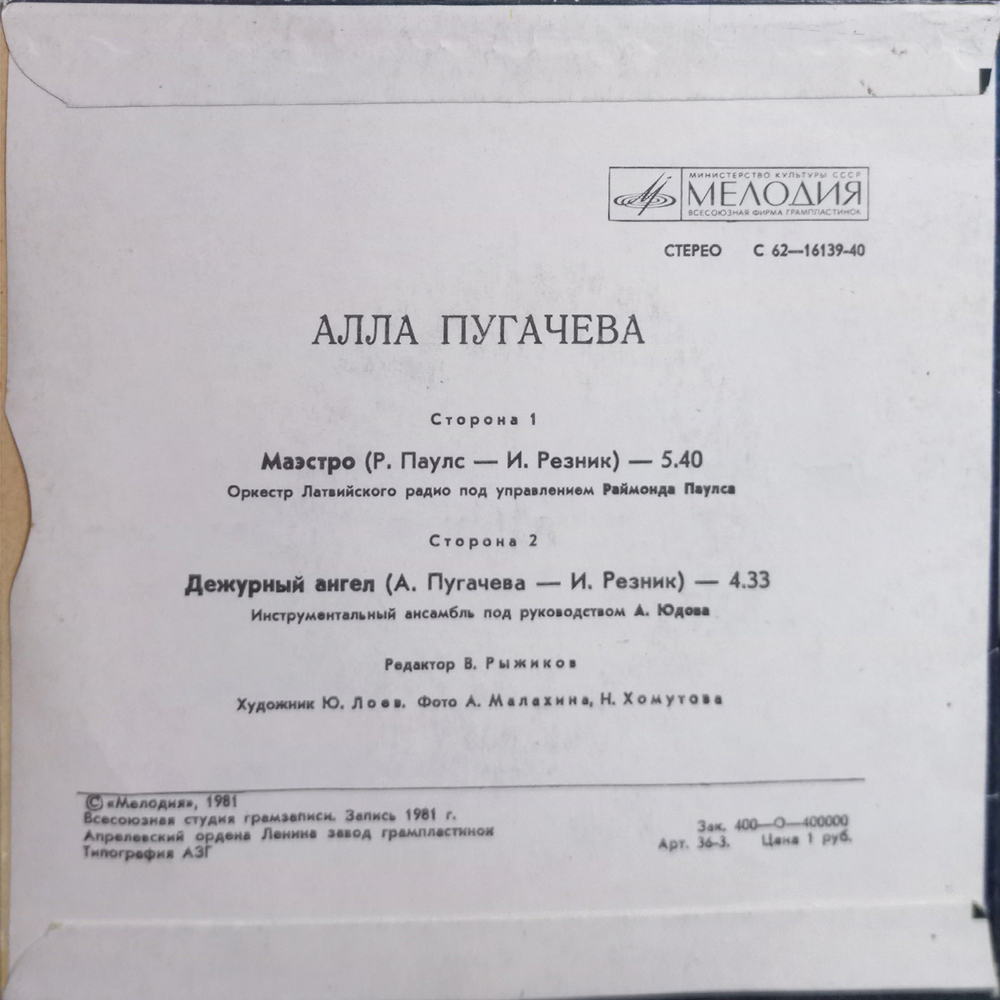 МИНИСТЕРСТВО КУЛЬТУРЫ СССР
МЕЛОДИЯ
ВСЕСОЮЗНАЯ ФИРМА ГРАМПЛАСТИНОК
СТЕРЕО С 62—16139-40
АЛЛА ПУГАЧЕВА
Сторона 1
Маэстро (Р. Паулс — И. Резник) — 5.40
Оркестр Латвийского радио под управлением Раймонда Паулса
Сторона 2
Дежурный ангел (А. Пугачева — И. Резник) — 4.33
Инструментальный ансамбль под руководством А. Юдова
Редактор В. Рыжиков
Художник Ю. Лоев. Фото А. Малахина, Н. Хомутова
© «Мелодия», 1981
Всесоюзная студия грамзаписи. Запись 1981 г.
Апрелевский ордена Ленина завод грампластинок
Типография АЗГ
Зак. 400—О—400000
Арт. 36-3. Цена 1 руб.